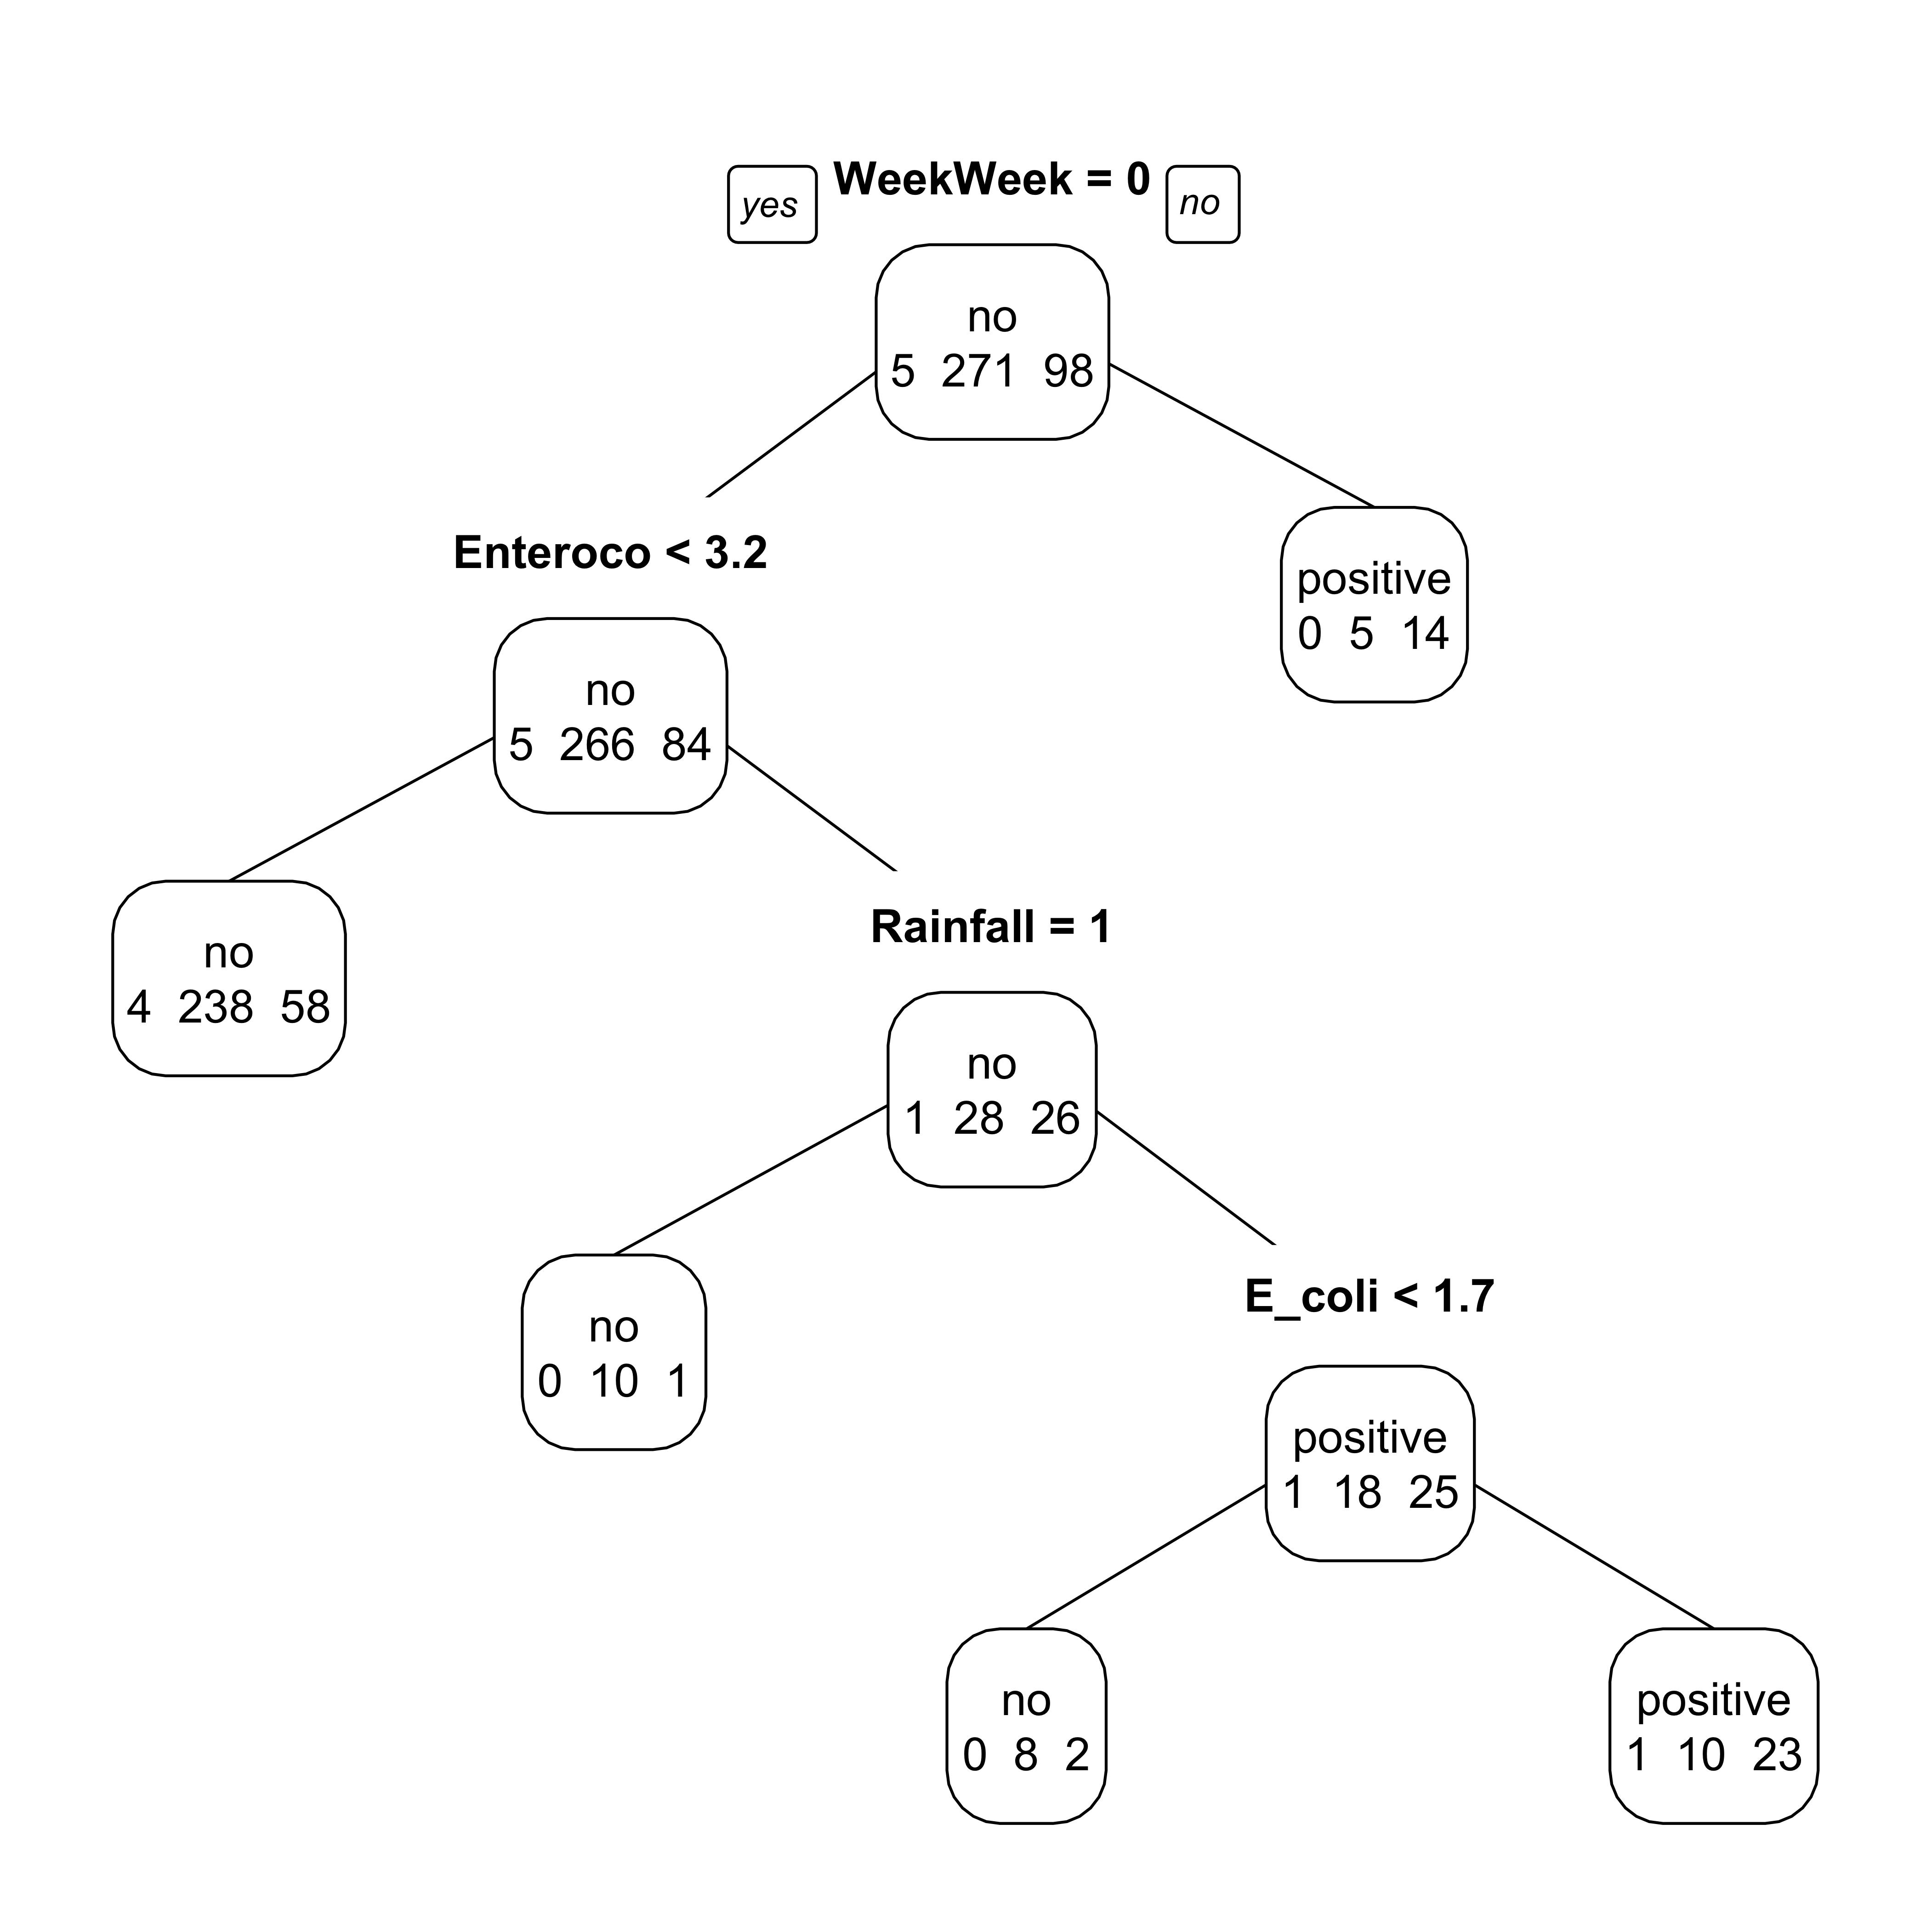 WeekWeek = 0
yes
no
no
5 271 98
Enteroco < 3.2
positive
0 5 14
no
5 266 84
no
4 238 58
Rainfall = 1
no
1 28 26
no
0 10 1
E_coli < 1.7
positive
1 18 25
no
0 8 2
positive
1 10 23